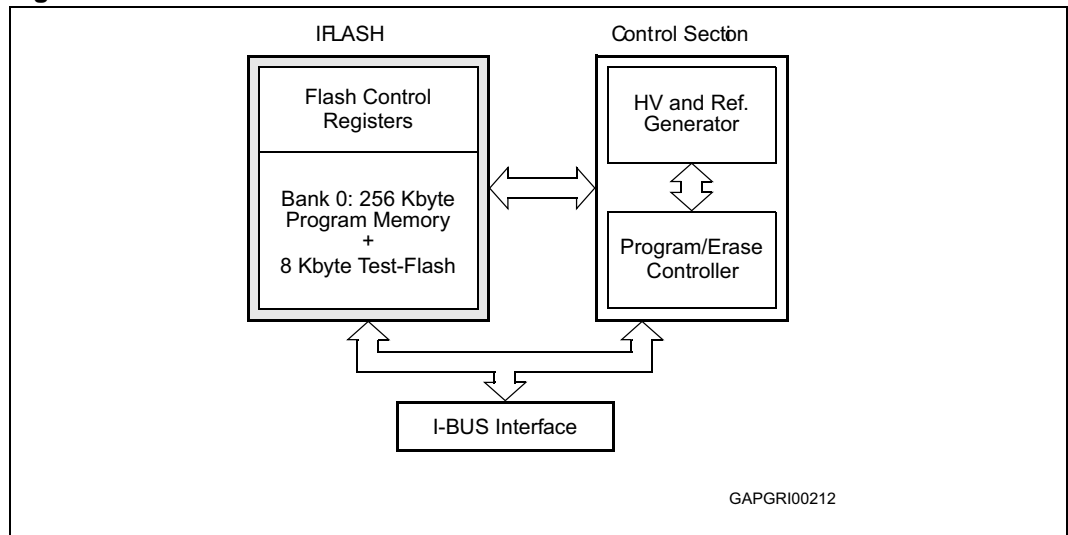 IFLASH
Control Section
Flash Control
Registers
Bank 0: 256 Kbyte
Program Memory
+
8 Kbyte Test-Flash
HV and Ref.
Generator
Program/Erase
Controller
I-BUS Interface
GAPGRI00212